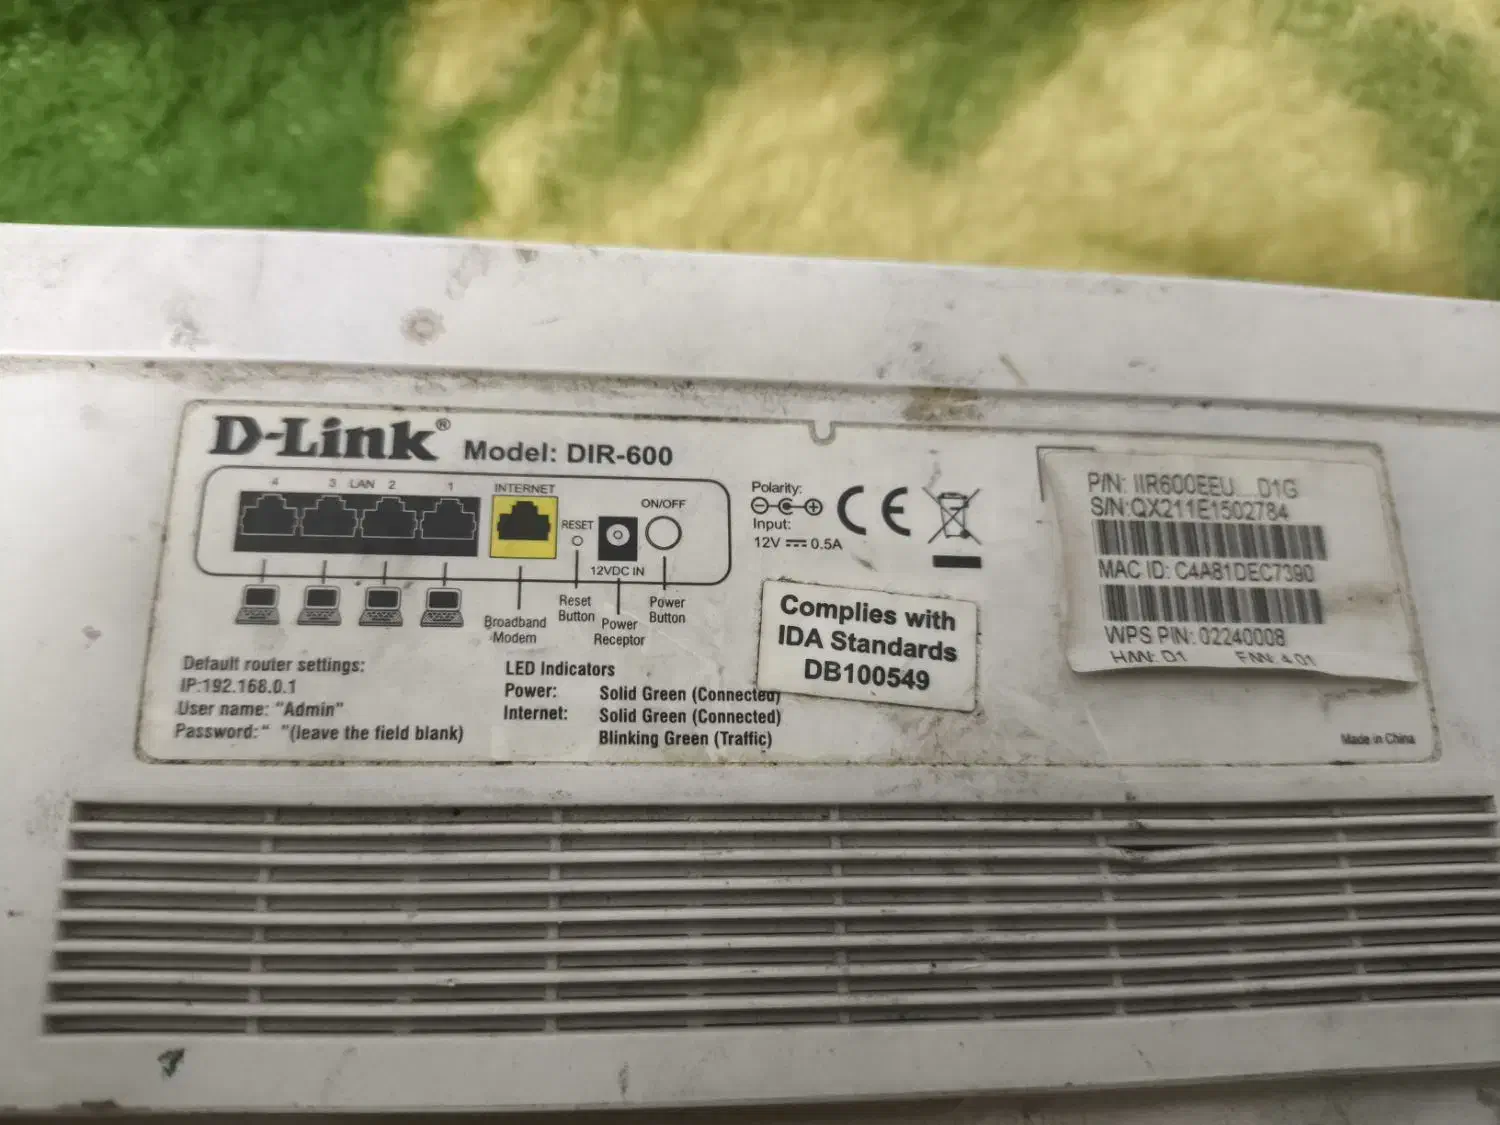 D-Link®
Model: DIR-600
4 3 LAN 2 1
INTERNET
RESET
ON/OFF
12VDC IN
Broadband
Modem
Reset
Button
Power
Receptor
Power
Button
Default router settings:
IP:192.168.0.1
User name: "Admin"
Password:" "(leave the field blank)
LED Indicators
Power: Solid Green (Connected)
Internet: Solid Green (Connected)
Blinking Green (Traffic)
Polarity:
Input:
12V 0.5A
CE
Complies with
IDA Standards
DB100549
P/N: IIR600EEU....D1G
S/N:QX211E1502784
MAC ID: C4A81DEC7390
WPS PIN: 02240008
H/W: D1 F/W: 4.01
Made in China